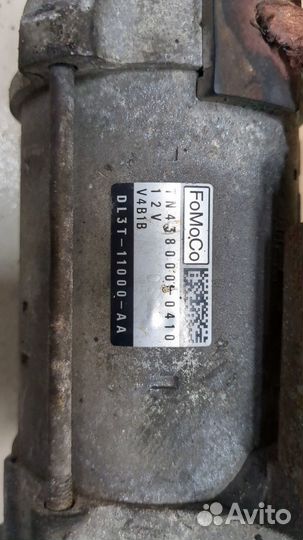 FoMoCo
TN438000-0410
12V
V4B1B
DL3T-11000-AA
Avito